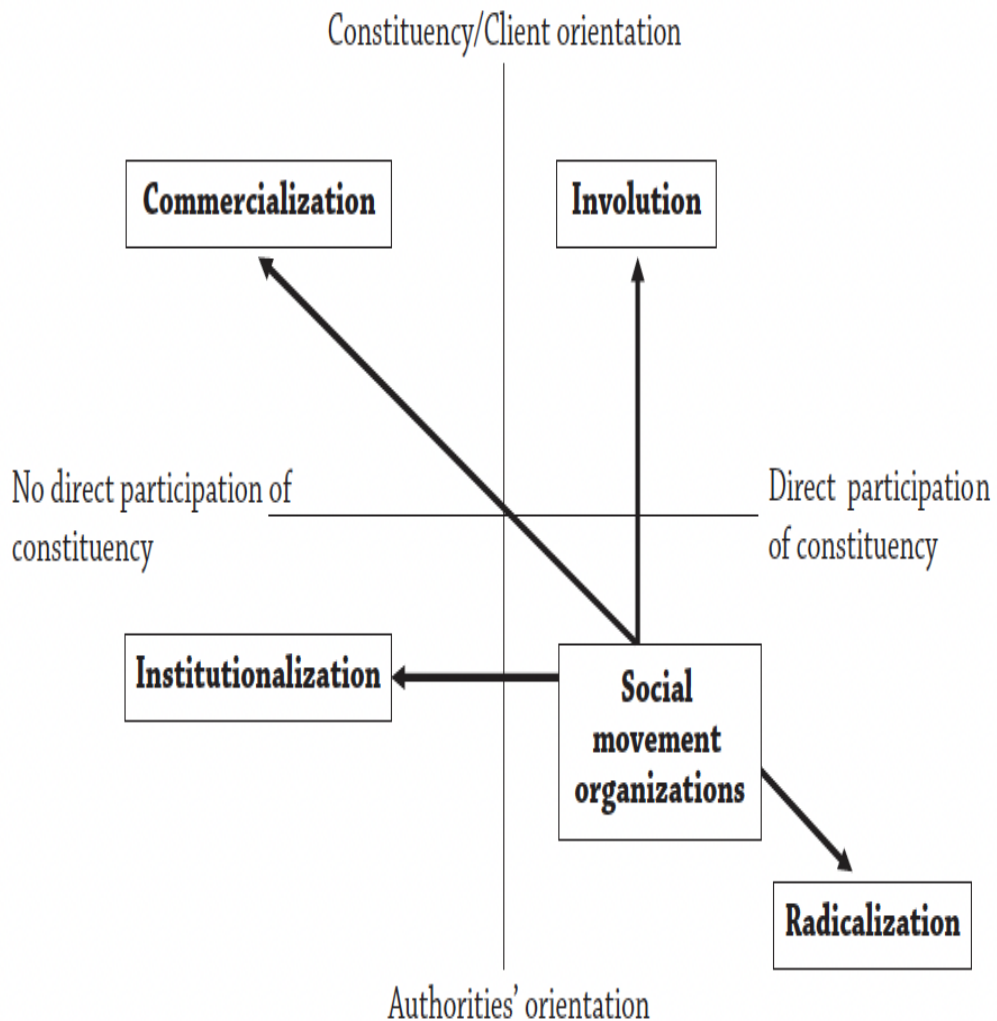 Constituency/Client orientation
Commercialization
Involution
No direct participation of
constituency
Direct participation
of constituency
Institutionalization
Social
movement
organizations
Radicalization
Authorities’ orientation